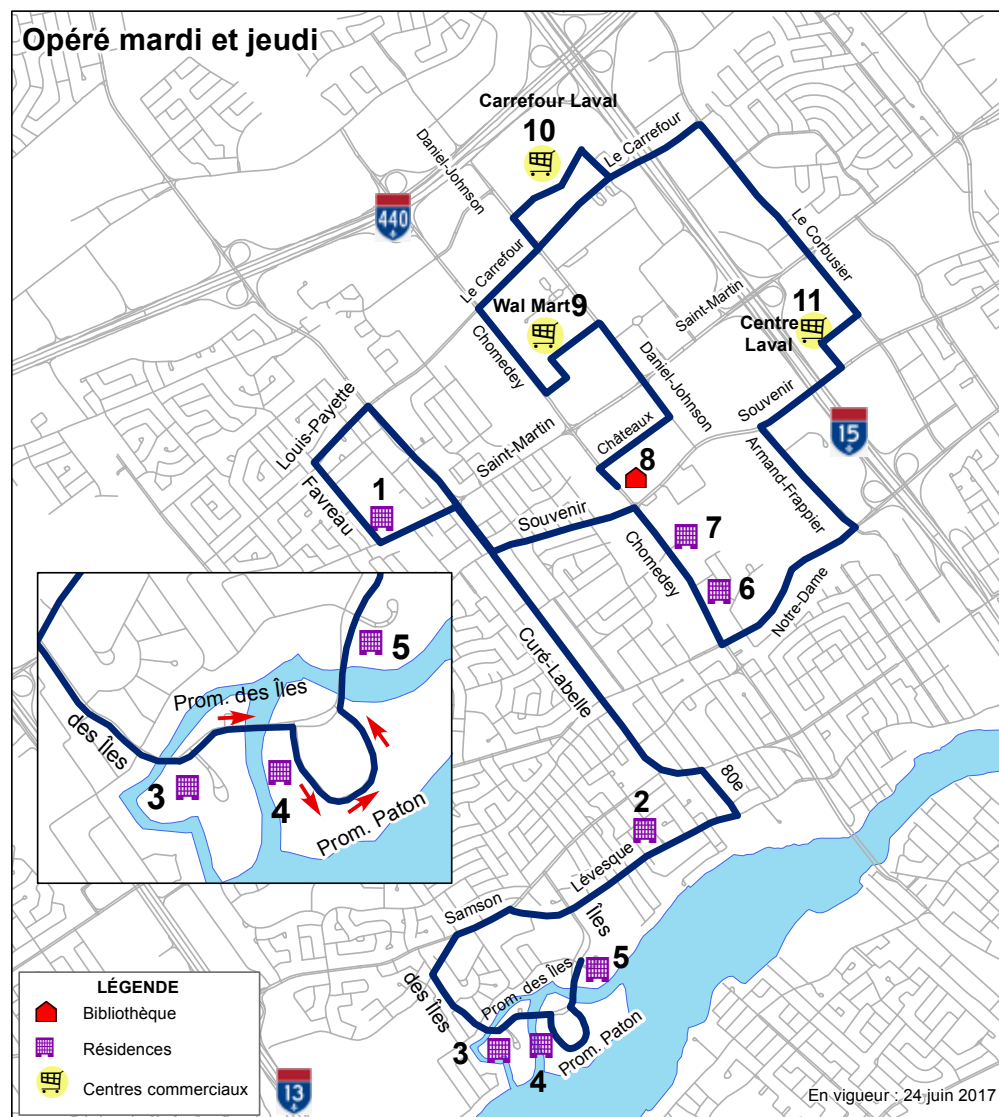 Opéré mardi et jeudi
Carrefour Laval
10
Le Carrefour
Daniel-Johnson
440
Le Corbusier
Le Carrefour
Wal Mart 9
Saint-Martin
11
Centre
Laval
Chomedey
Daniel-Johnson
Louis-Payette
Souvenir
Châteaux
Saint-Martin
15
Armand-Frappier
8
Favreau
1
Souvenir
7
Chomedey
6
Notre-Dame
Curé-Labelle
5
Prom. des Îles
des Îles
3
4
Prom. Paton
80e
2
Lévesque
Samson
Îles
5
Prom. des Îles
des Îles
3
4
Prom. Paton
LÉGENDE
Bibliothèque
Résidences
Centres commerciaux
13
En vigueur : 24 juin 2017